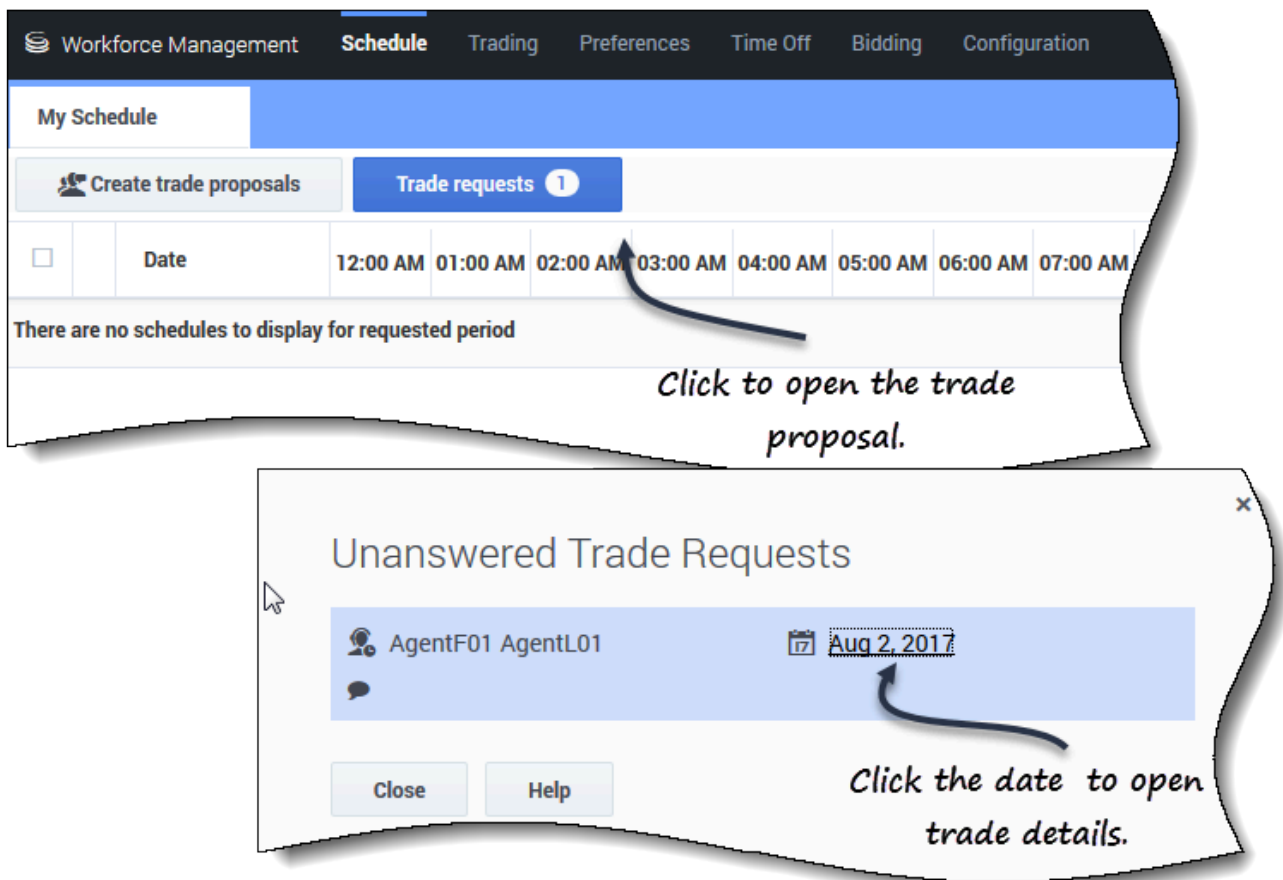 Workforce Management Schedule Trading Preferences Time Off Bidding Configuration
My Schedule
Create trade proposals Trade requests 1
Date 12:00 AM 01:00 AM 02:00 AM 03:00 AM 04:00 AM 05:00 AM 06:00 AM 07:00 AM
There are no schedules to display for requested period
Click to open the trade
proposal.
×
Unanswered Trade Requests
AgentF01 AgentL01 17 Aug 2, 2017
Close Help
Click the date to open
trade details.